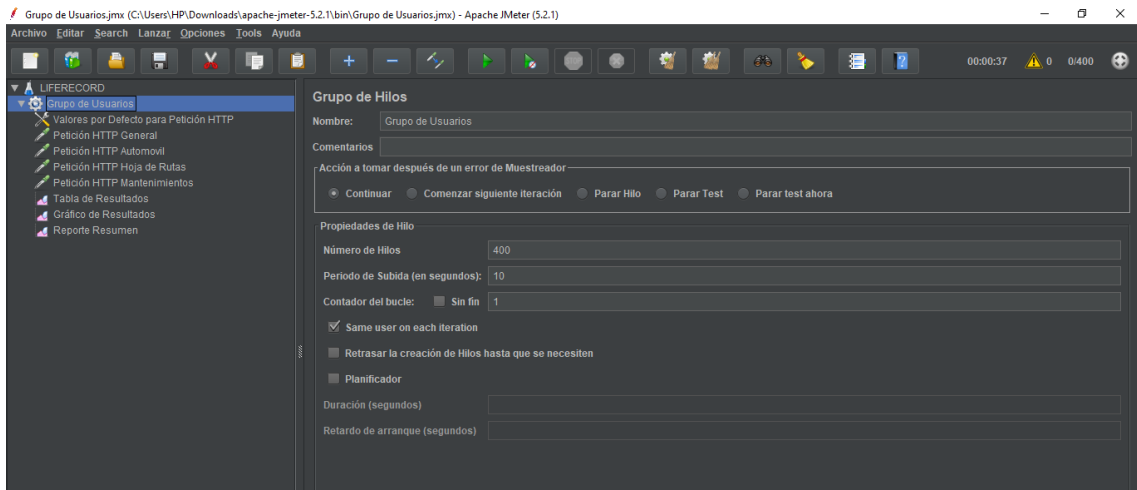 Grupo de Usuarios.jmx (C:\Users\HP\Downloads\apache-jmeter-5.2.1\bin\Grupo de Usuarios.jmx) - Apache JMeter (5.2.1)
Archivo Editar Search Lanzar Opciones Tools Ayuda
00:00:37 0 0/400
LIFERECORD
Grupo de Usuarios
Valores por Defecto para Petición HTTP
Petición HTTP General
Petición HTTP Automovil
Petición HTTP Hoja de Rutas
Petición HTTP Mantenimientos
Tabla de Resultados
Gráfico de Resultados
Reporte Resumen
Grupo de Hilos
Nombre: Grupo de Usuarios
Comentarios
Acción a tomar después de un error de Muestreador
Continuar Comenzar siguiente iteración Parar Hilo Parar Test Parar test ahora
Propiedades de Hilo
Número de Hilos 400
Periodo de Subida (en segundos): 10
Contador del bucle: Sin fin 1
Same user on each iteration
Retrasar la creación de Hilos hasta que se necesiten
Planificador
Duración (segundos)
Retardo de arranque (segundos)